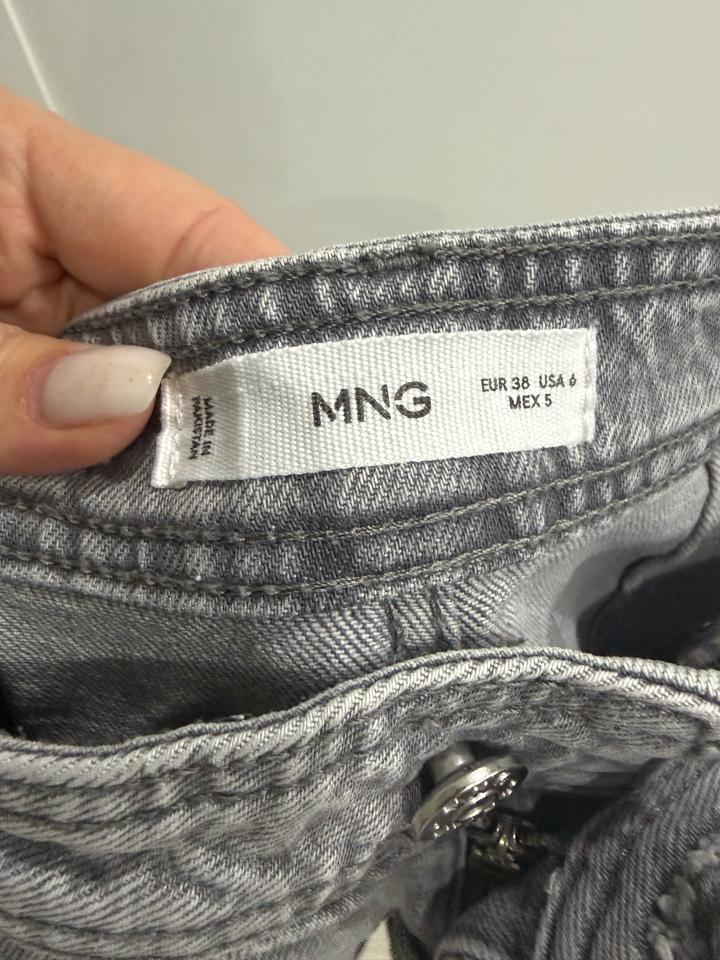 MADE IN
PAKISTAN
MNG
EUR 38 USA 6
MEX 5